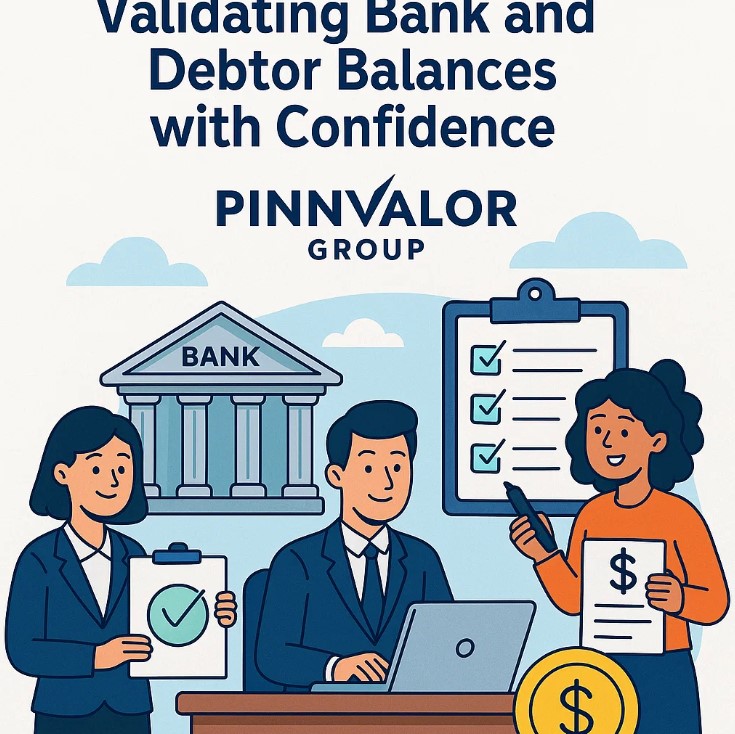 Validating Bank and
Debtor Balances
with Confidence
PINNVALOR
GROUP
BANK
$
$